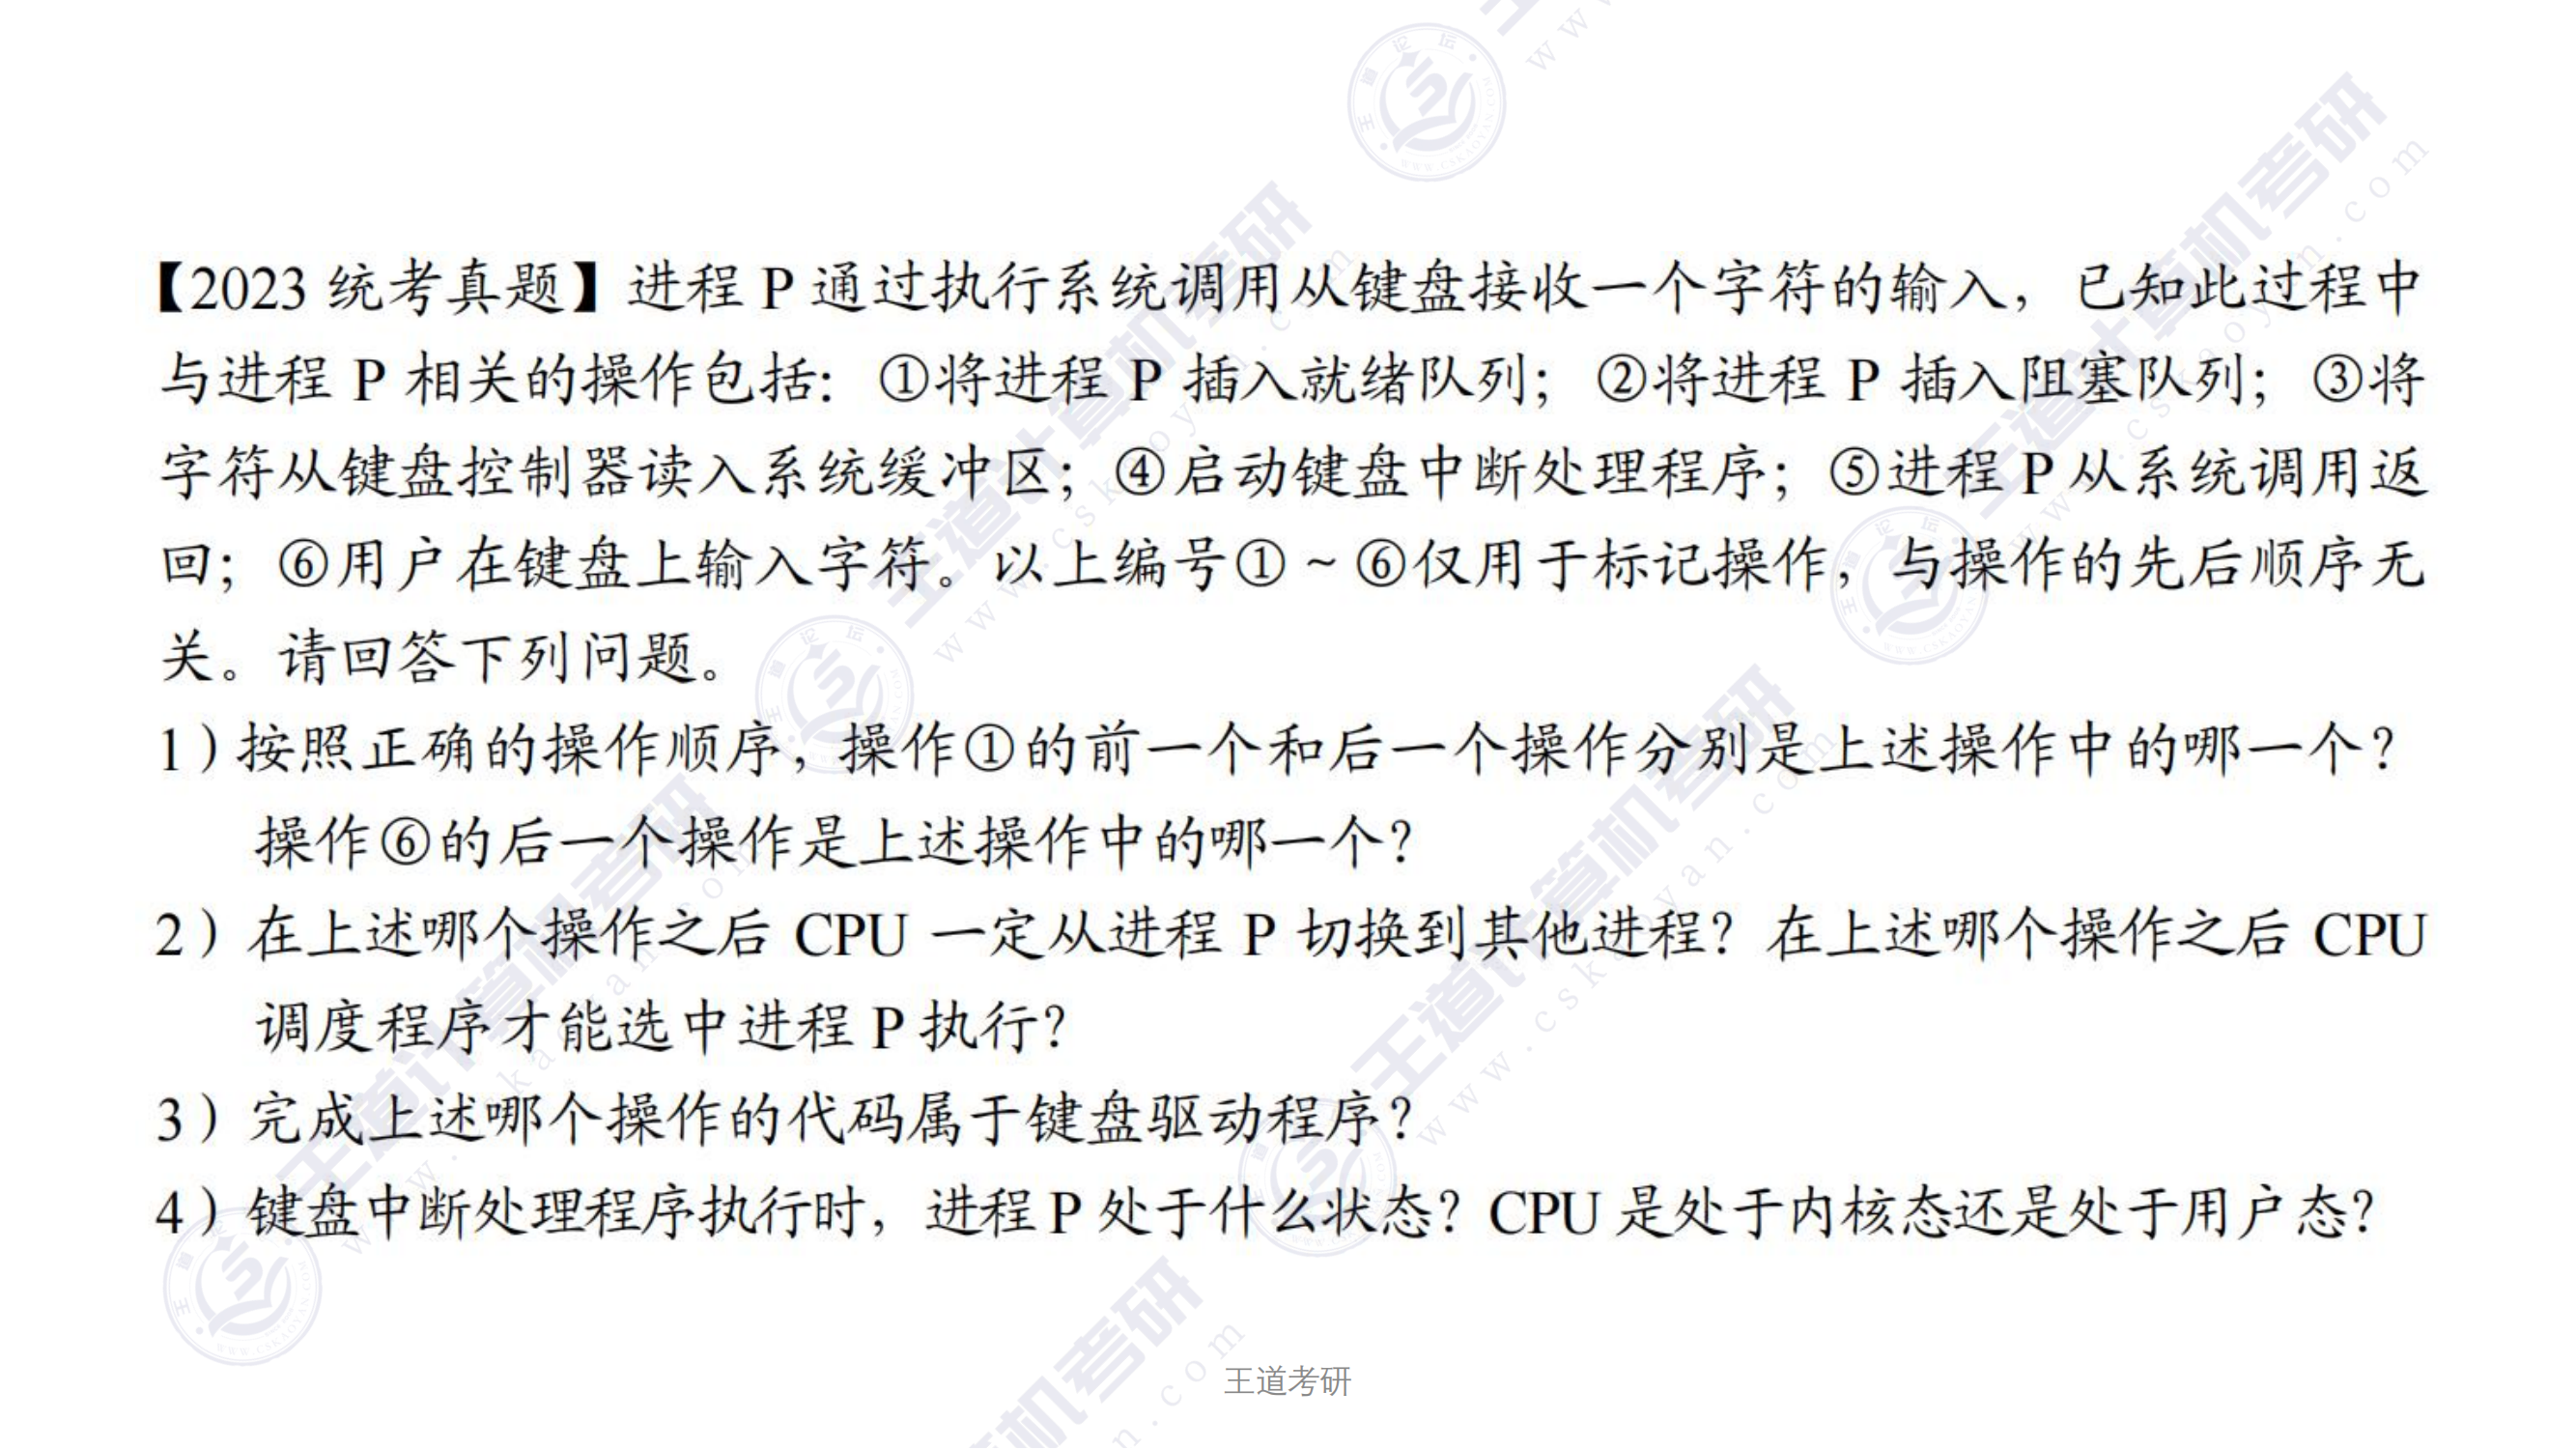 【2023 统考真题】进程 P 通过执行系统调用从键盘接收一个字符的输入，已知此过程中
与进程 P 相关的操作包括：①将进程 P 插入就绪队列；②将进程 P 插入阻塞队列；③将
字符从键盘控制器读入系统缓冲区；④启动键盘中断处理程序；⑤进程 P 从系统调用返
回；⑥用户在键盘上输入字符。以上编号①～⑥仅用于标记操作，与操作的先后顺序无
关。请回答下列问题。
1）按照正确的操作顺序，操作①的前一个和后一个操作分别是上述操作中的哪一个？
操作⑥的后一个操作是上述操作中的哪一个？
2）在上述哪个操作之后 CPU 一定从进程 P 切换到其他进程？在上述哪个操作之后 CPU
调度程序才能选中进程 P 执行？
3）完成上述哪个操作的代码属于键盘驱动程序？
4）键盘中断处理程序执行时，进程 P 处于什么状态？CPU 是处于内核态还是处于用户态？
王道考研
王道计算机考研
www.cskaoyan.com